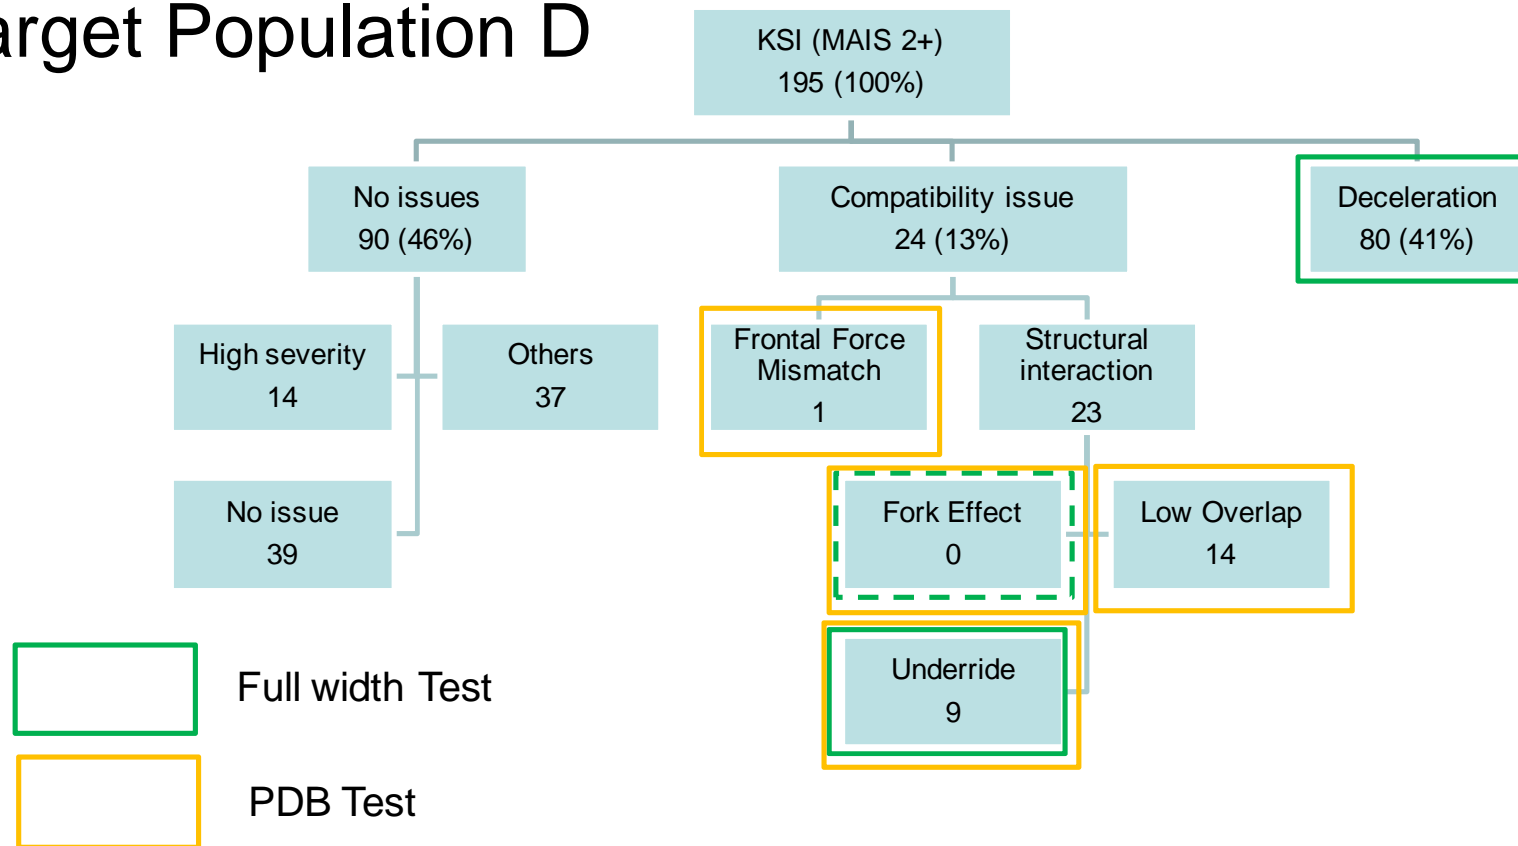 arget Population D
KSI (MAIS 2+)
195 (100%)
No issues
90 (46%)
Compatibility issue
24 (13%)
Deceleration
80 (41%)
High severity
14
Others
37
Frontal Force
Mismatch
1
Structural
interaction
23
No issue
39
Fork Effect
0
Low Overlap
14
Underride
9
Full width Test
PDB Test